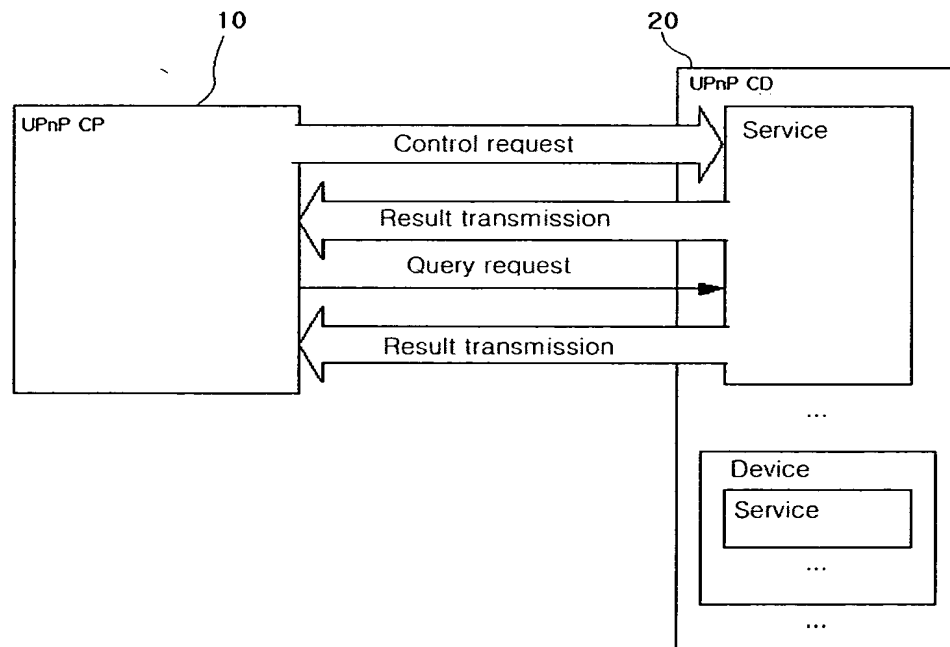 10
20
UPnP CP
UPnP CD
Control request
Service
Result transmission
Query request
Result transmission
...
Device
Service
...
...